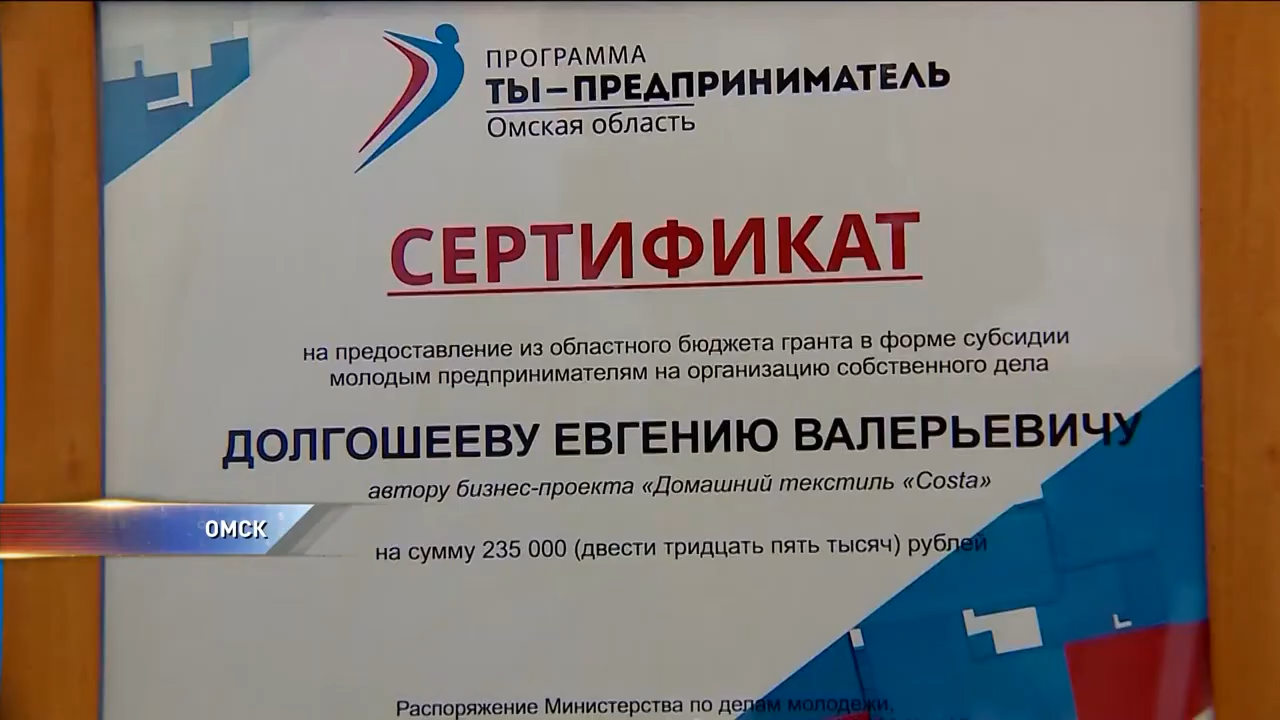 ПРОГРАММА
ТЫ–ПРЕДПРИНИМАТЕЛЬ
Омская область
СЕРТИФИКАТ
на предоставление из областного бюджета гранта в форме субсидии
молодым предпринимателям на организацию собственного дела
ДОЛГОШЕЕВУ ЕВГЕНИЮ ВАЛЕРЬЕВИЧУ
автору бизнес-проекта «Домашний текстиль «Costa»
ОМСК
на сумму 235 000 (двести тридцать пять тысяч) рублей
Распоряжение Министерства по делам молодежи,